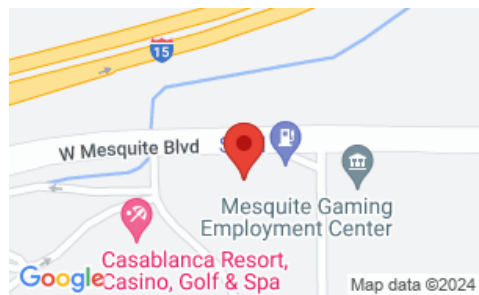 15
W Mesquite Blvd
Mesquite Gaming
Employment Center
Casablanca Resort,
Casino, Golf & Spa
Google
Map data ©2024